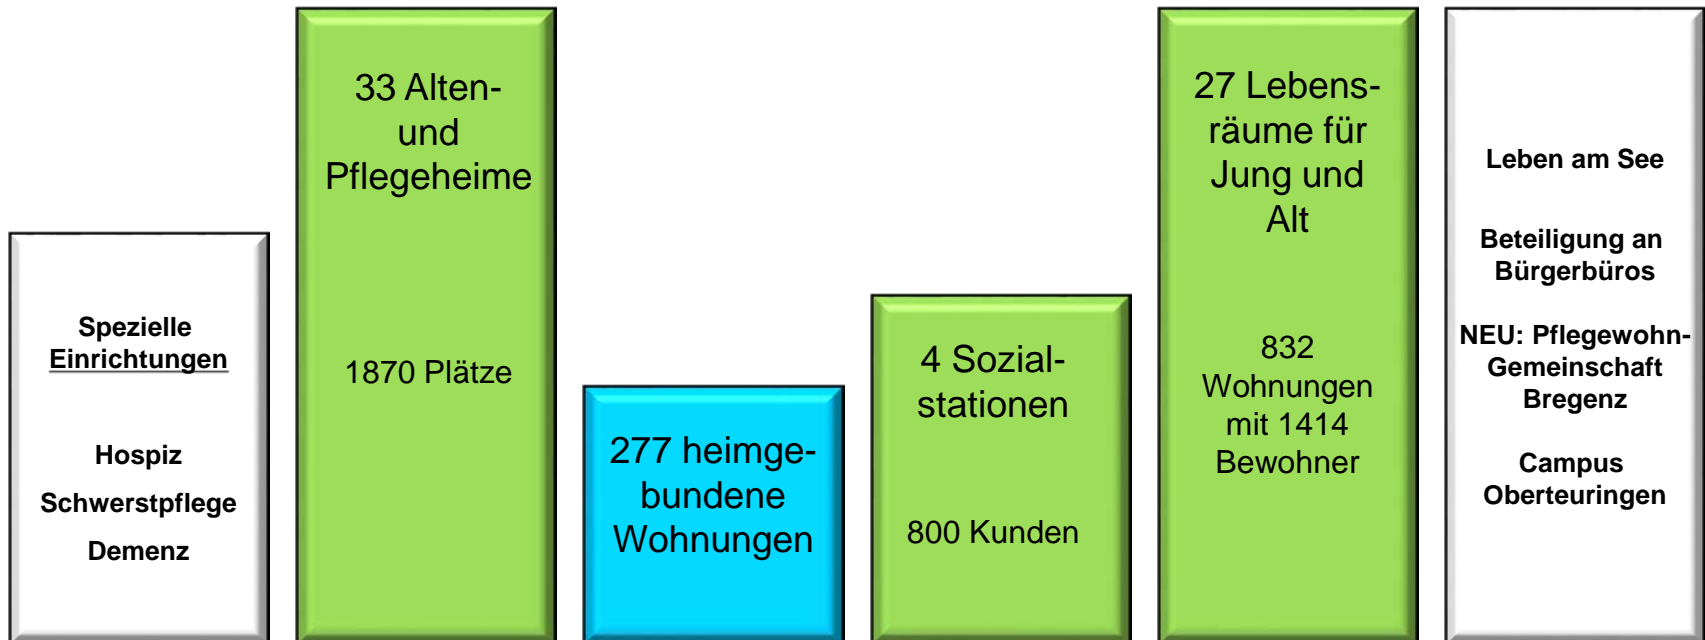 Spezielle
Einrichtungen
Hospiz
Schwerstpflege
Demenz
33 Alten-
und
Pflegeheime
1870 Plätze
277 heimge-
bundene
Wohnungen
4 Sozial-
stationen
800 Kunden
27 Lebens-
räume für
Jung und
Alt
832
Wohnungen
mit 1414
Bewohner
Leben am See
Beteiligung an
Bürgerbüros
NEU: Pflegewohn-
Gemeinschaft
Bregenz
Campus
Oberteuringen